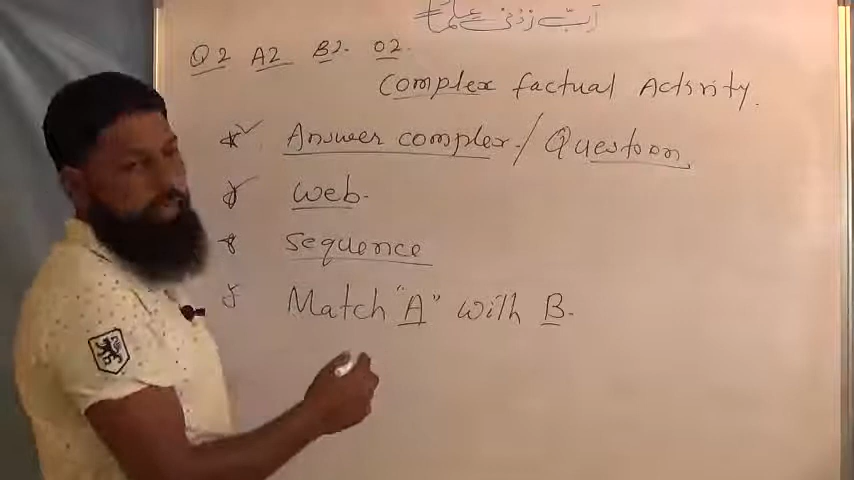 Q2 A2 B2. 02.
Complex factual Activity.
Answer complex./Question
web.
sequence
Match "A" with B.